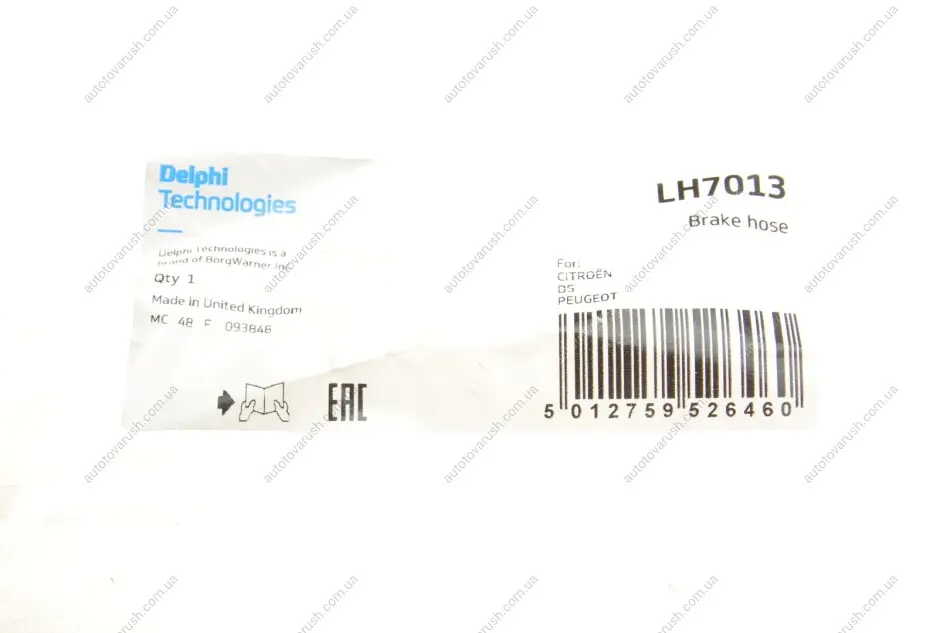 Delphi
Technologies
Delphi Technologies is a
brand of BorgWarner Inc.
Qty 1
Made in United Kingdom
MC 48 F 093846
EAC
LH7013
Brake hose
For:
CITROËN
DS
PEUGEOT
5 012759 526460
autotovarush.com.ua